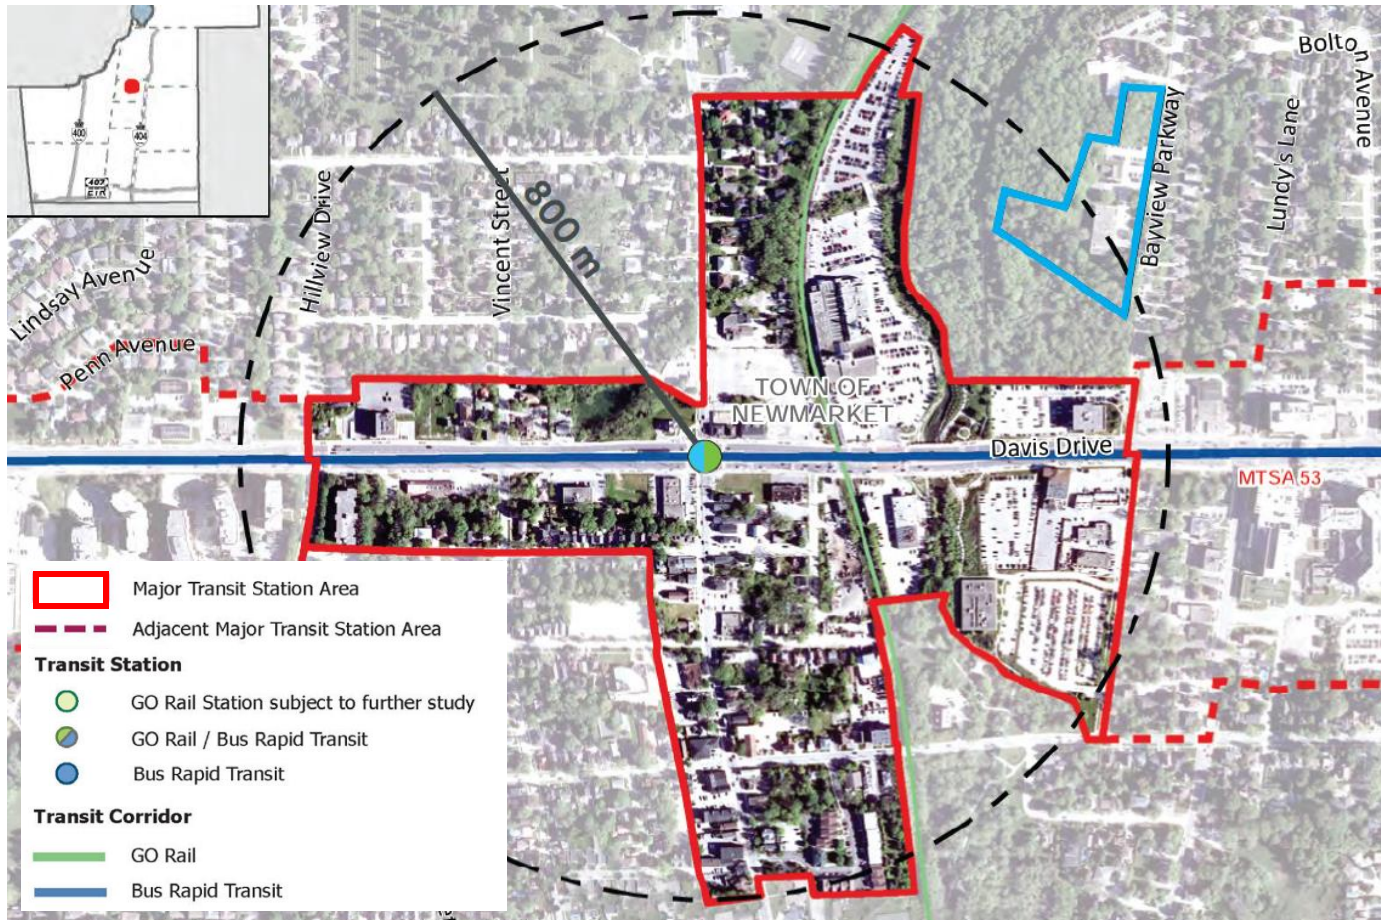 400
404
407
ETR
Bolton
Avenue
Lundy's Lane
Bayview Parkway
Hillview Drive
Vincent Street
800 m
Lindsay Avenue
Penn Avenue
TOWN OF
NEWMARKET
Davis Drive
MTSA 53
Major Transit Station Area
Adjacent Major Transit Station Area
Transit Station
GO Rail Station subject to further study
GO Rail / Bus Rapid Transit
Bus Rapid Transit
Transit Corridor
GO Rail
Bus Rapid Transit